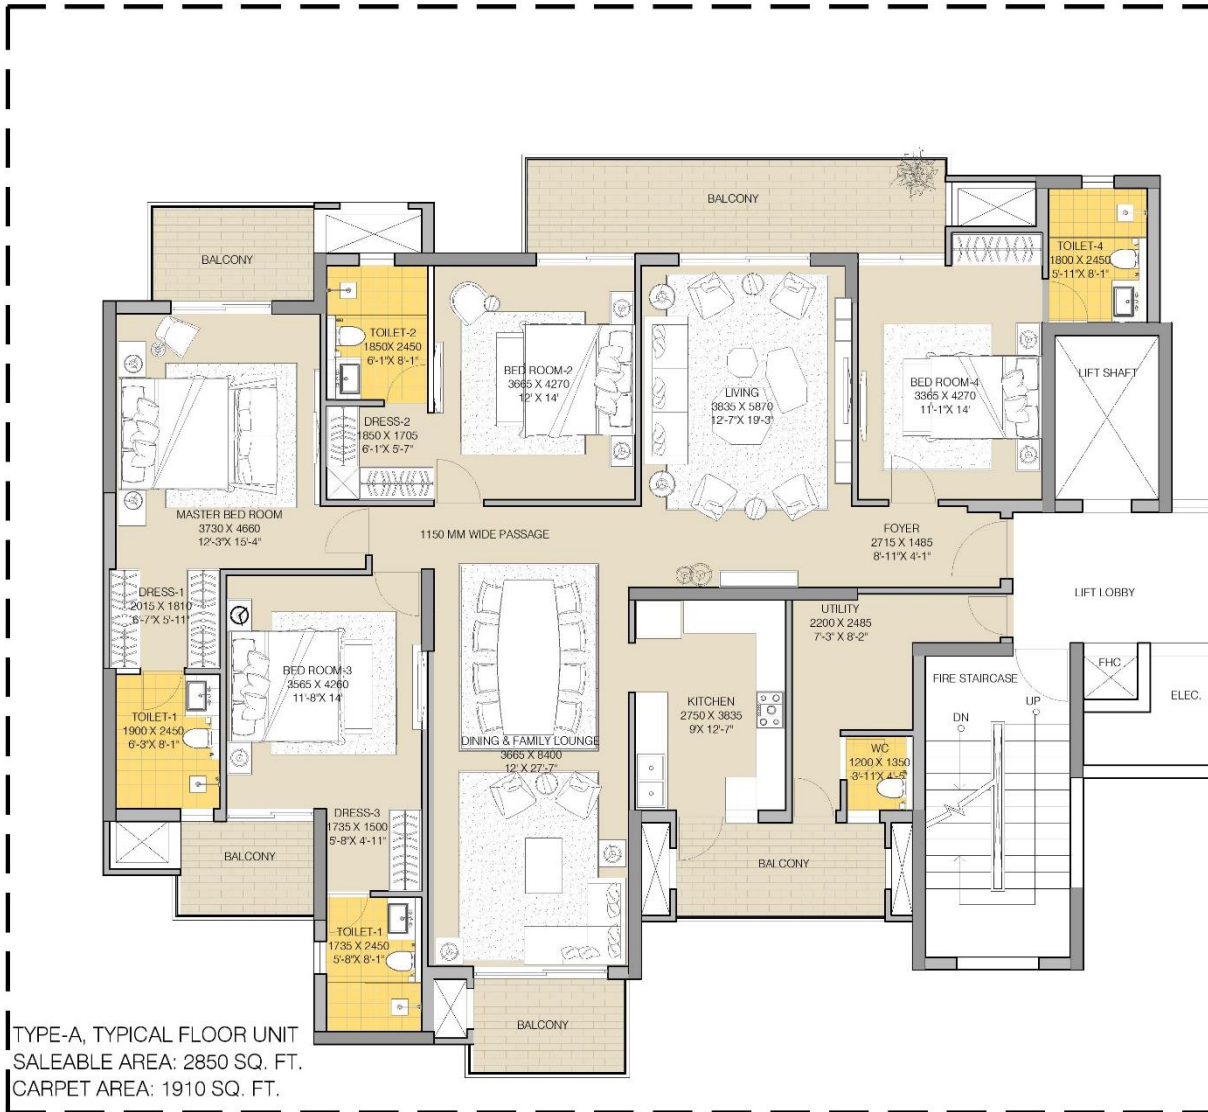 BALCONY
BALCONY
TOILET-4
1800 X 2450
5'-11"X 8'-1"
TOILET-2
1850X 2450
6'-1"X 8'-1"
BED ROOM-2
3665 X 4270
12' X 14'
LIVING
3835 X 5870
12'-7"X 19'-3"
BED ROOM-4
3365 X 4270
11'-1"X 14'
LIFT SHAFT
DRESS-2
1850 X 1705
6'-1"X 5'-7"
MASTER BED ROOM
3730 X 4660
12'-3"X 15'-4"
1150 MM WIDE PASSAGE
FOYER
2715 X 1485
8'-11"X 4'-1"
DRESS-1
2015 X 1810
6'-7"X 5'-11"
LIFT LOBBY
UTILITY
2200 X 2485
7'-3" X 8'-2"
BED ROOM-3
3565 X 4260
11'-8"X 14'
FHC
ELEC.
FIRE STAIRCASE
UP
DN
KITCHEN
2750 X 3835
9'X 12'-7"
TOILET-1
1900 X 2450
6'-3"X 8'-1"
DINING & FAMILY LOUNGE
3665 X 8400
12' X 27'-7"
WC
1200 X 1350
3'-11"X 4'-5"
DRESS-3
1735 X 1500
5'-8"X 4'-11"
BALCONY
BALCONY
TOILET-1
1735 X 2450
5'-8"X 8'-1"
BALCONY
TYPE-A, TYPICAL FLOOR UNIT
SALEABLE AREA: 2850 SQ. FT.
CARPET AREA: 1910 SQ. FT.